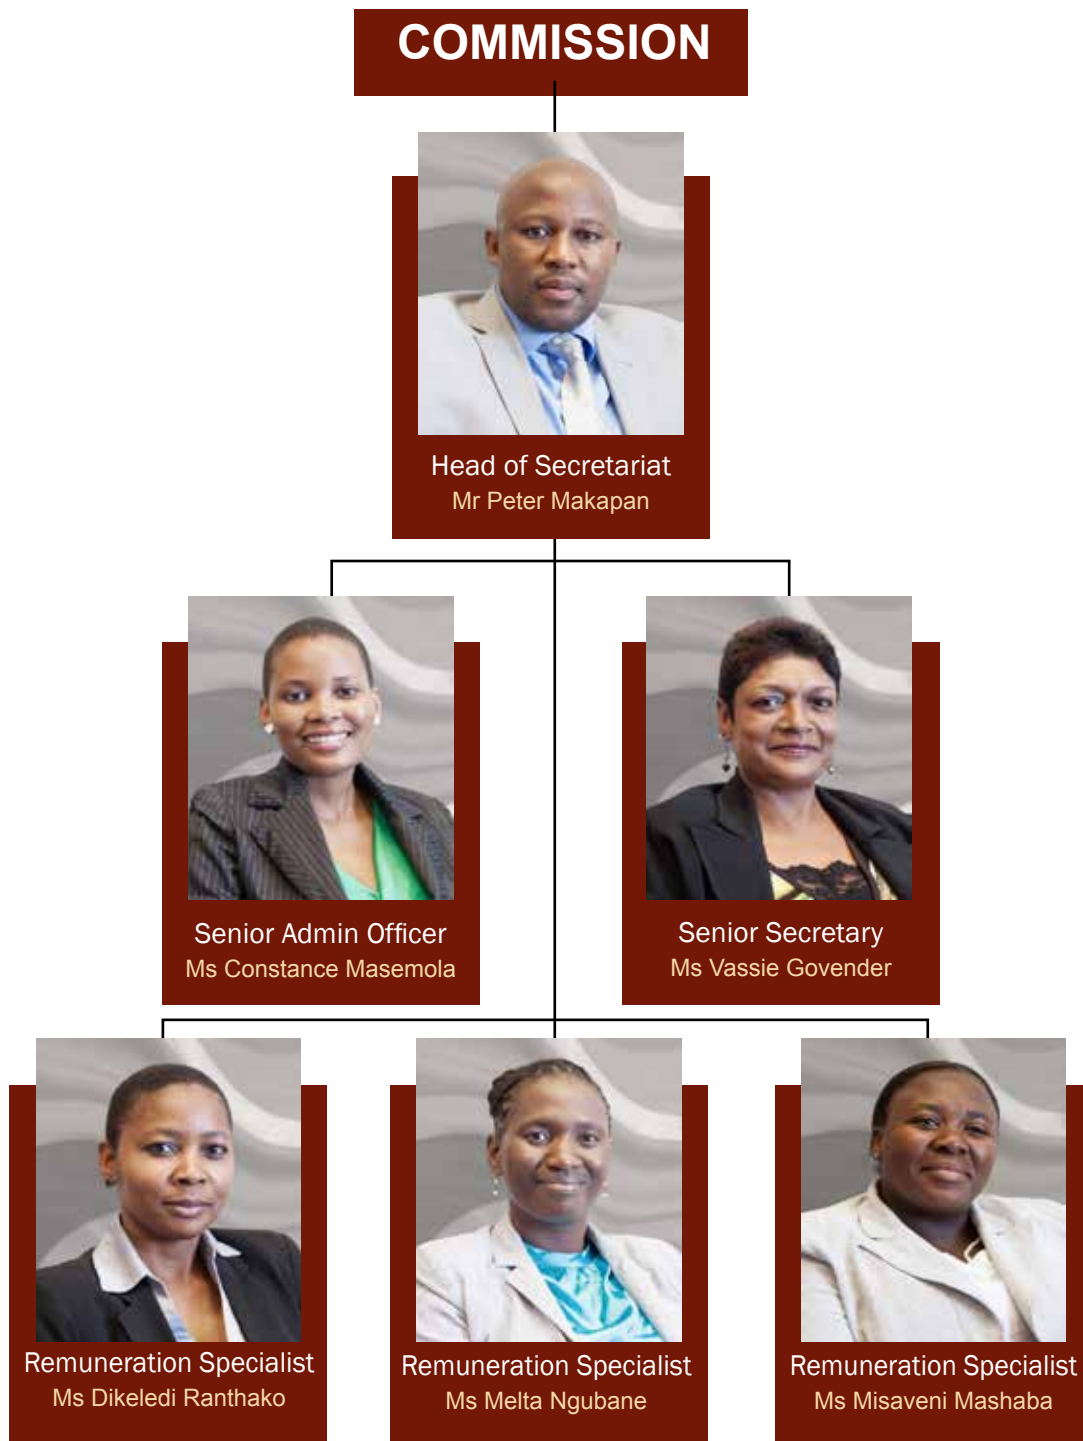 COMMISSION
Head of Secretariat
Mr Peter Makapan
Senior Admin Officer
Ms Constance Masemola
Senior Secretary
Ms Vassie Govender
Remuneration Specialist
Ms Dikeledi Ranthako
Remuneration Specialist
Ms Melta Ngubane
Remuneration Specialist
Ms Misaveni Mashaba